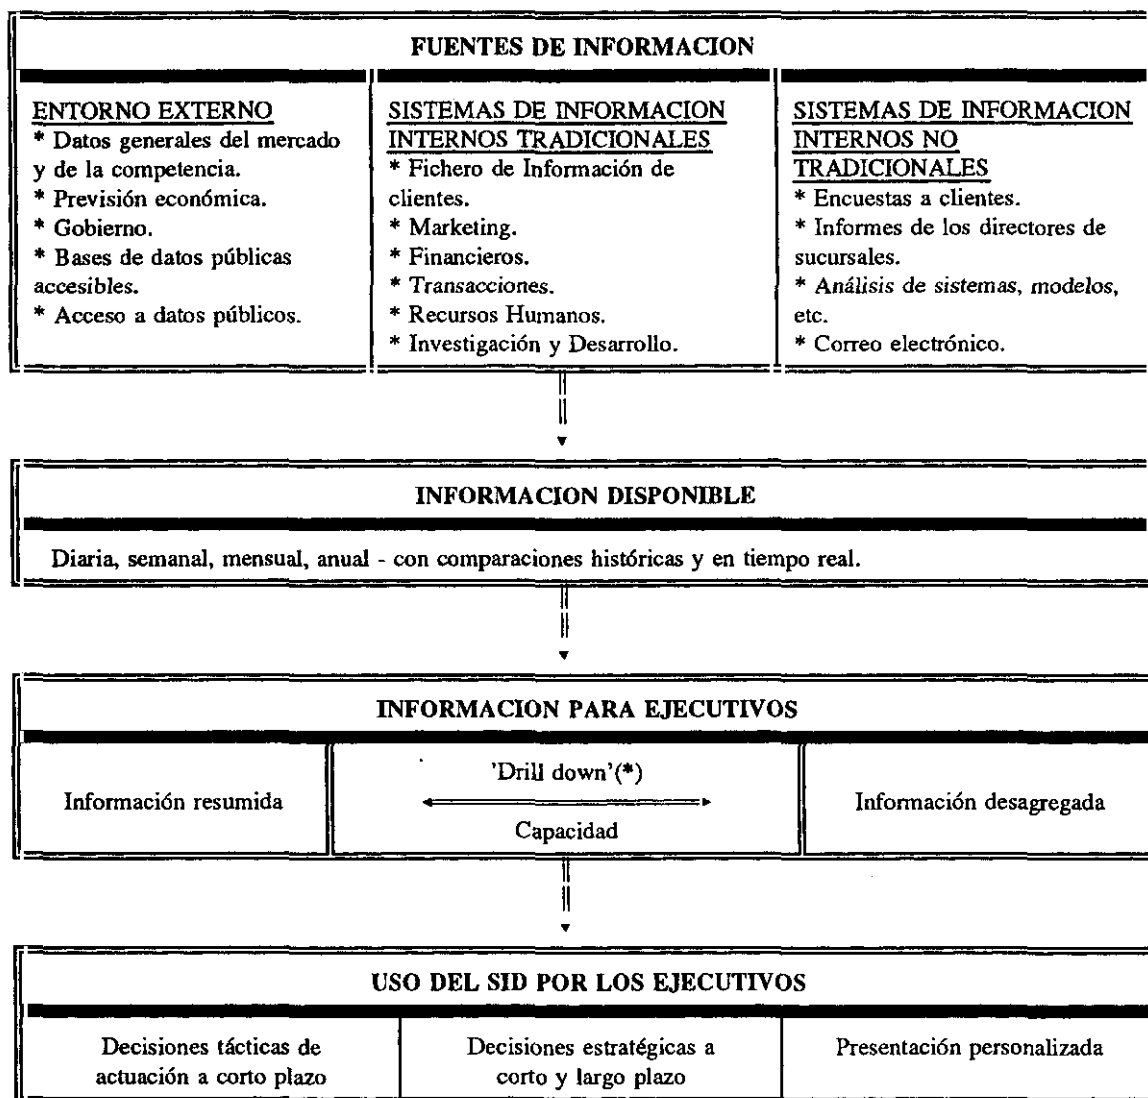 FUENTES DE INFORMACION
ENTORNO EXTERNO
* Datos generales del mercado
y de la competencia.
* Previsión económica.
* Gobierno.
* Bases de datos públicas
accesibles.
* Acceso a datos públicos.
SISTEMAS DE INFORMACION
INTERNOS TRADICIONALES
* Fichero de Información de
clientes.
* Marketing.
* Financieros.
* Transacciones.
* Recursos Humanos.
* Investigación y Desarrollo.
SISTEMAS DE INFORMACION
INTERNOS NO
TRADICIONALES
* Encuestas a clientes.
* Informes de los directores de
sucursales.
* Análisis de sistemas, modelos,
etc.
* Correo electrónico.
INFORMACION DISPONIBLE
Diaria, semanal, mensual, anual - con comparaciones históricas y en tiempo real.
INFORMACION PARA EJECUTIVOS
Información resumida
'Drill down'(*)
Capacidad
Información desagregada
USO DEL SID POR LOS EJECUTIVOS
Decisiones tácticas de
actuación a corto plazo
Decisiones estratégicas a
corto y largo plazo
Presentación personalizada